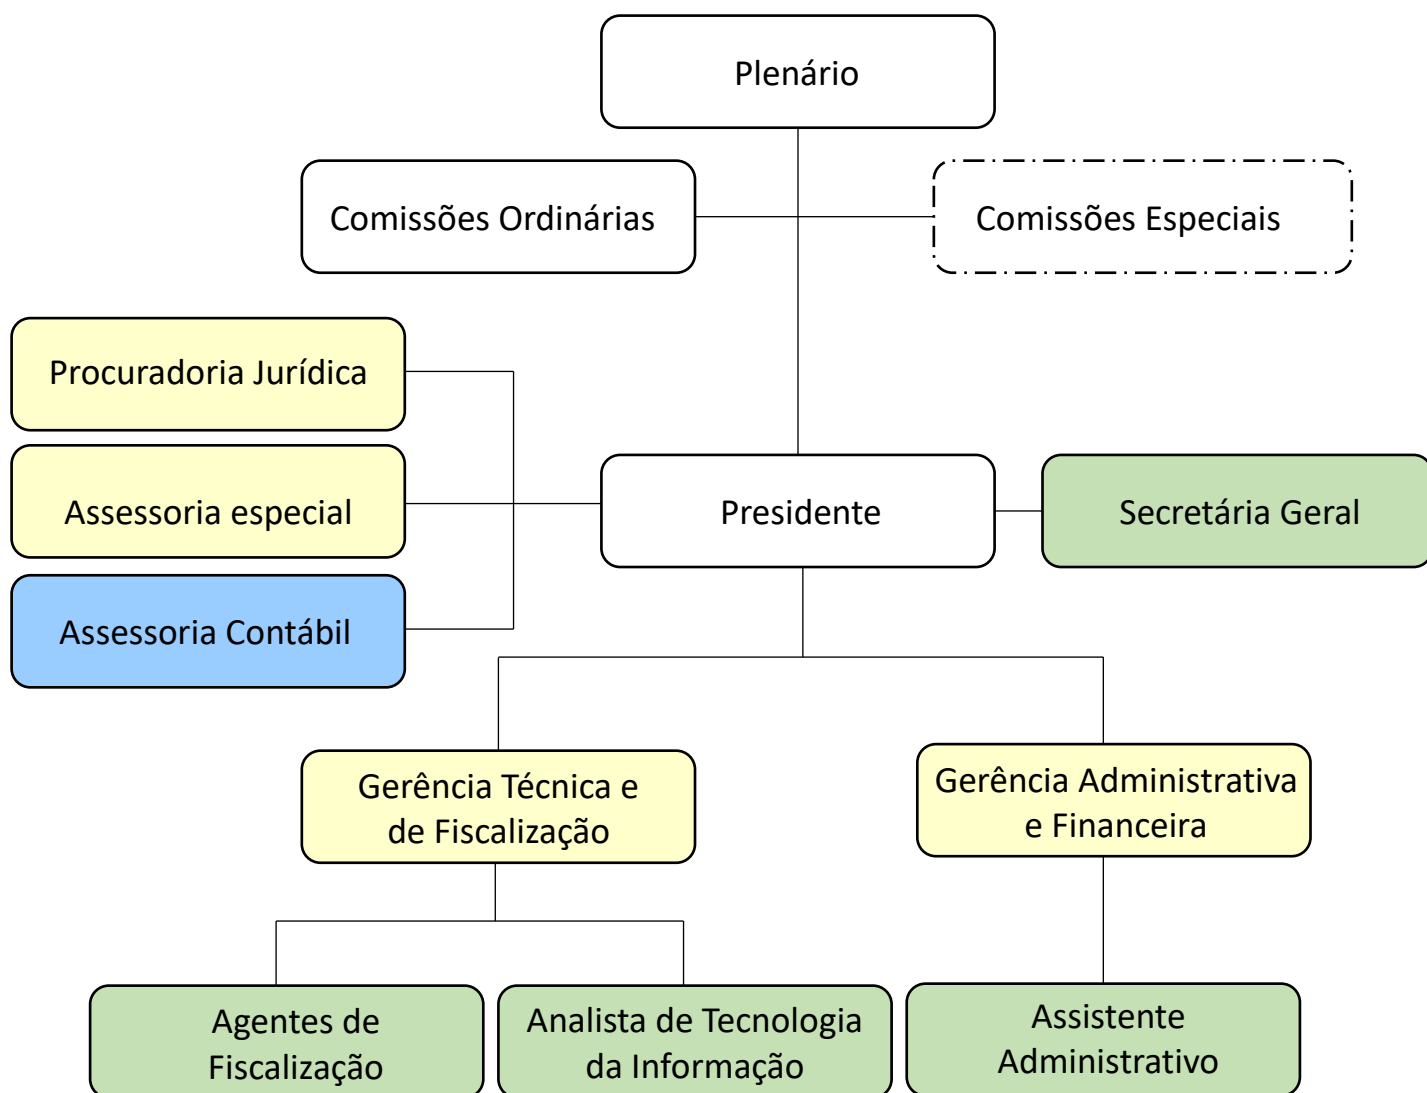 Plenário
Comissões Ordinárias
Comissões Especiais
Procuradoria Jurídica
Assessoria especial
Presidente
Secretária Geral
Assessoria Contábil
Gerência Técnica e
de Fiscalização
Gerência Administrativa
e Financeira
Agentes de
Fiscalização
Analista de Tecnologia
da Informação
Assistente
Administrativo